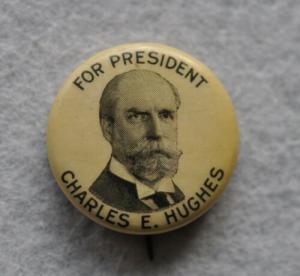 FOR PRESIDENT
CHARLES E. HUGHES